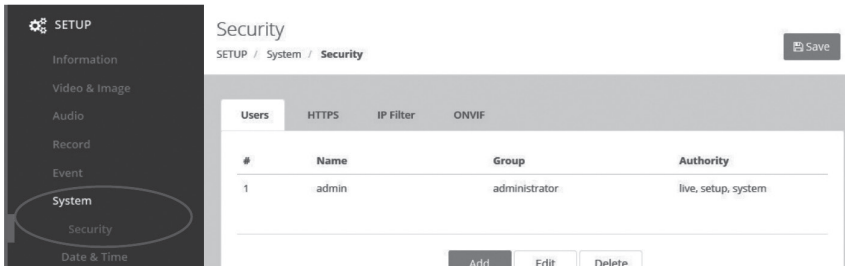 SETUP
Information
Video & Image
Audio
Record
Event
System
Security
Date & Time
Security
SETUP / System / Security
Save
Users HTTPS IP Filter ONVIF
# Name Group Authority
1 admin administrator live, setup, system
Add Edit Delete